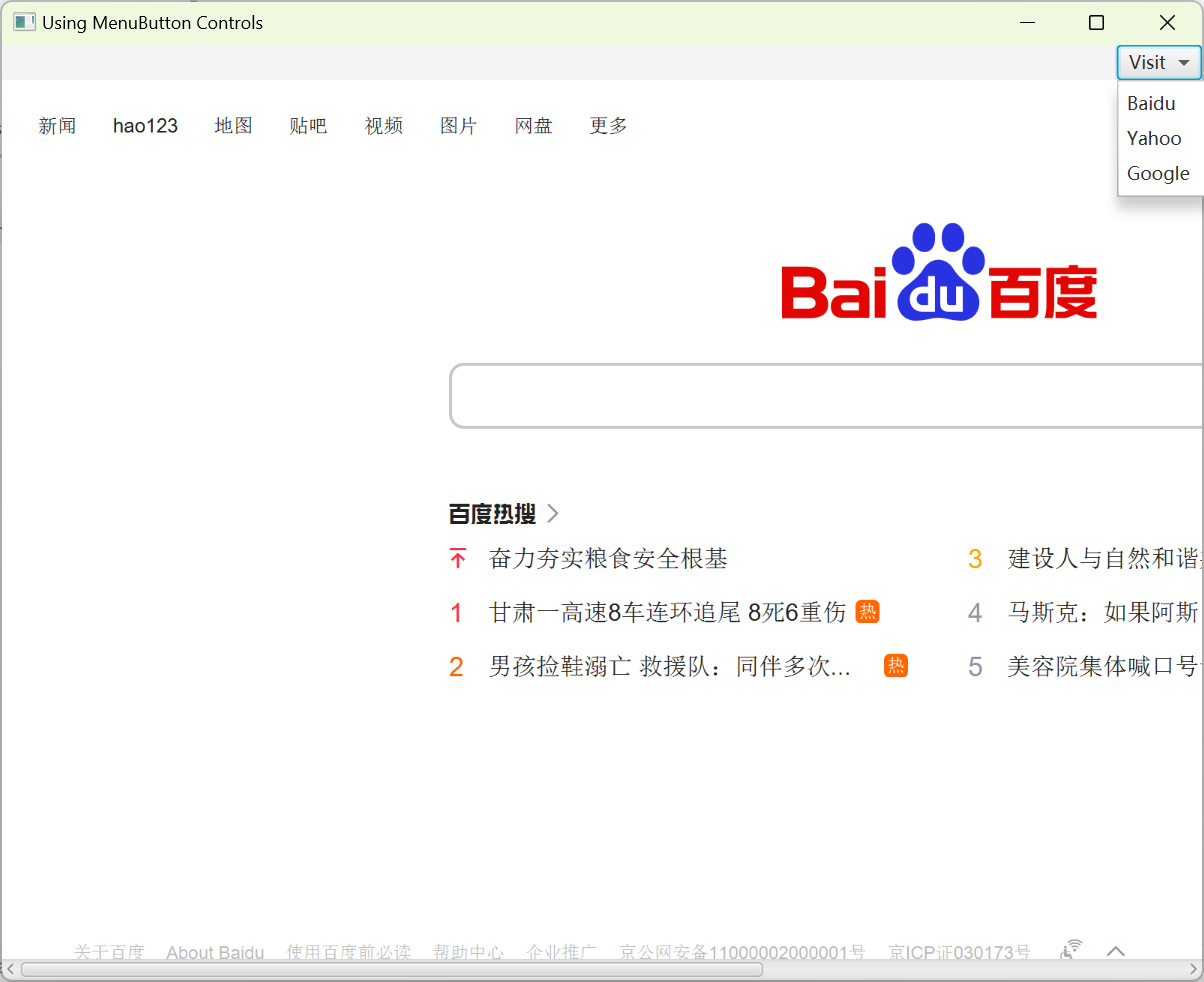 Using MenuButton Controls
Visit
Baidu
Yahoo
Google
新闻 hao123 地图 贴吧 视频 图片 网盘 更多
Bai du 百度
百度热搜
奋力夯实粮食安全根基
1 甘肃一高速8车连环追尾 8死6重伤 热
2 男孩捡鞋溺亡 救援队：同伴多次... 热
3 建设人与自然和谐
4 马斯克：如果阿斯
5 美容院集体喊口号
关于百度 About Baidu 使用百度前必读 帮助中心 企业推广 京公网安备11000002000001号 京ICP证030173号